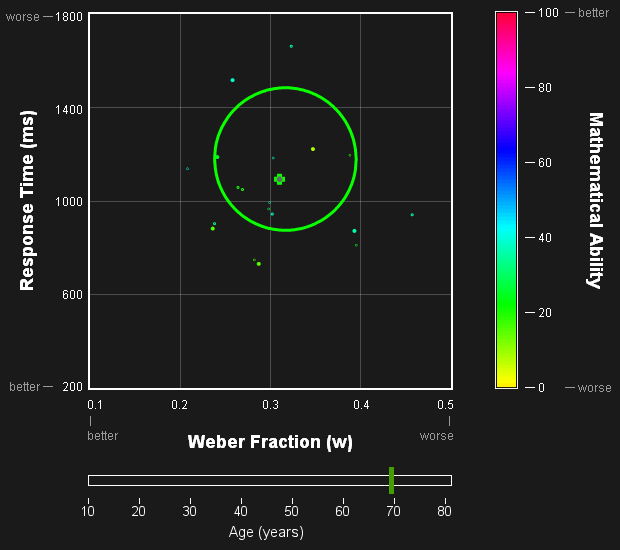 worse
1800
1400
1000
600
200
better
Response Time (ms)
0.1 0.2 0.3 0.4 0.5
better worse
Weber Fraction (w)
10 20 30 40 50 60 70 80
Age (years)
100
80
60
40
20
0
better
worse
Mathematical Ability